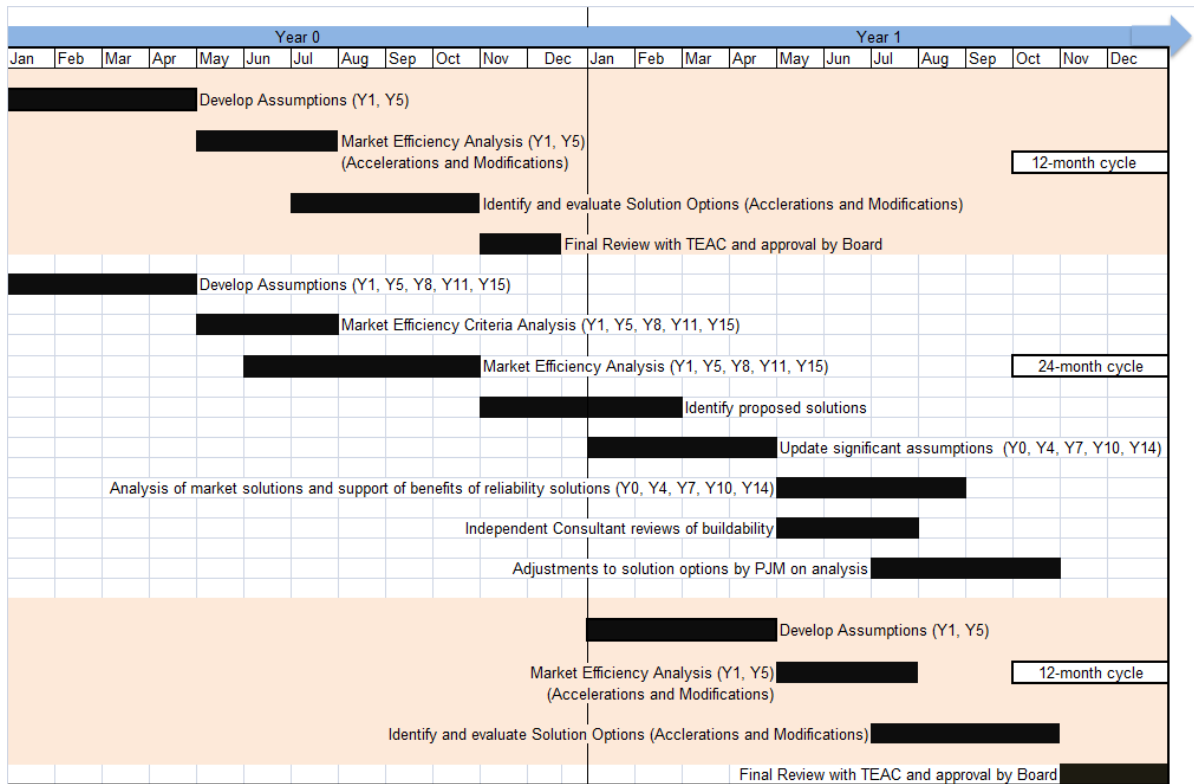 Year 0 Year 1
Jan Feb Mar Apr May Jun Jul Aug Sep Oct Nov Dec Jan Feb Mar Apr May Jun Jul Aug Sep Oct Nov Dec
Develop Assumptions (Y1, Y5)
Market Efficiency Analysis (Y1, Y5)
(Accelerations and Modifications)
12-month cycle
Identify and evaluate Solution Options (Acclerations and Modifications)
Final Review with TEAC and approval by Board
Develop Assumptions (Y1, Y5, Y8, Y11, Y15)
Market Efficiency Criteria Analysis (Y1, Y5, Y8, Y11, Y15)
Market Efficiency Analysis (Y1, Y5, Y8, Y11, Y15)
24-month cycle
Identify proposed solutions
Update significant assumptions (Y0, Y4, Y7, Y10, Y14)
Analysis of market solutions and support of benefits of reliability solutions (Y0, Y4, Y7, Y10, Y14)
Independent Consultant reviews of buildability
Adjustments to solution options by PJM on analysis
Develop Assumptions (Y1, Y5)
Market Efficiency Analysis (Y1, Y5)
(Accelerations and Modifications)
12-month cycle
Identify and evaluate Solution Options (Acclerations and Modifications)
Final Review with TEAC and approval by Board